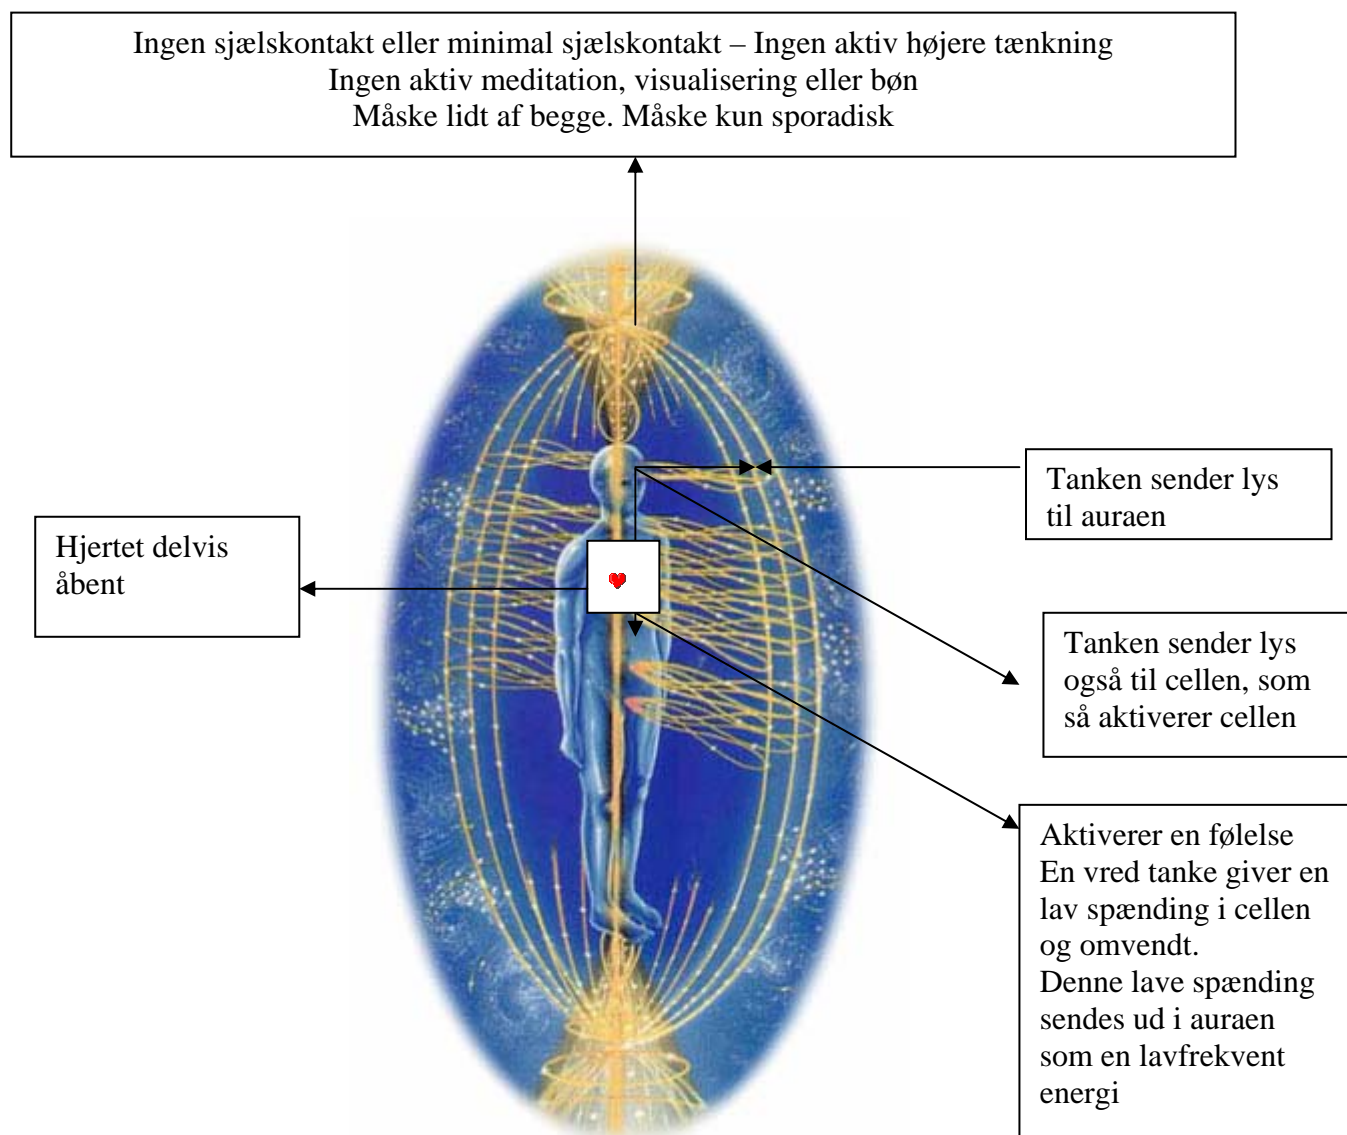 Ingen sjælskontakt eller minimal sjælskontakt – Ingen aktiv højere tænkning
Ingen aktiv meditation, visualisering eller bøn
Måske lidt af begge. Måske kun sporadisk
Tanken sender lys
til auraen
Hjertet delvis
åbent
Tanken sender lys
også til cellen, som
så aktiverer cellen
Aktiverer en følelse
En vred tanke giver en
lav spænding i cellen
og omvendt.
Denne lave spænding
sendes ud i auraen
som en lavfrekvent
energi